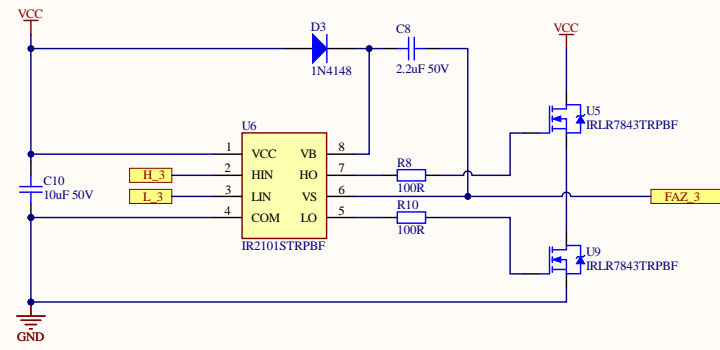 VCC
D3
1N4148
C8
2.2uF 50V
VCC
U5
IRLR7843TRPBF
U6
1 VCC VB 8
H_3 2 HIN HO 7 R8
100R
L_3 3 LIN VS 6 FAZ_3
4 COM LO 5 R10
100R
IR2101STRPBF
C10
10uF 50V
U9
IRLR7843TRPBF
GND